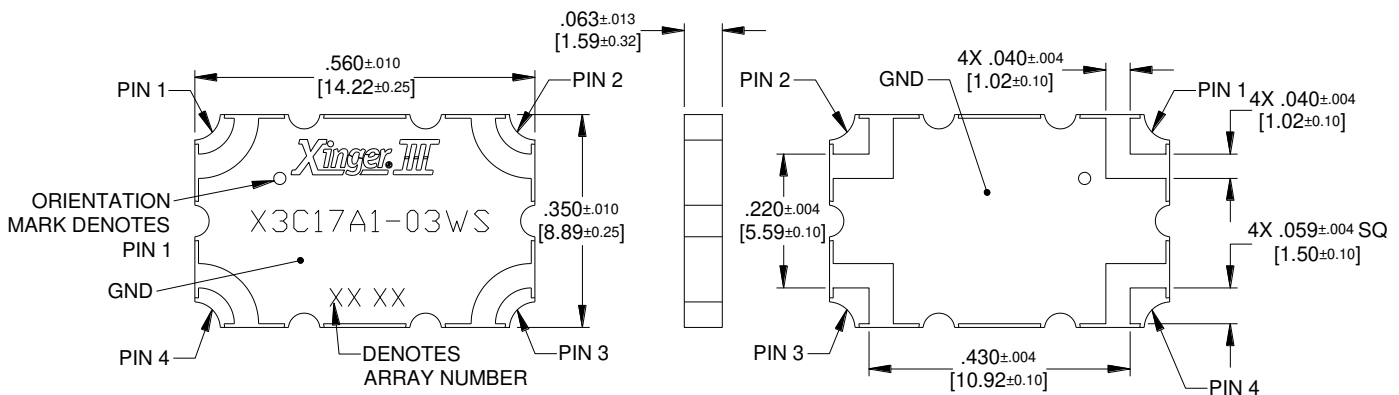 .560±.010
[14.22±0.25]
PIN 1
PIN 2
Xinger® III
ORIENTATION
MARK DENOTES
PIN 1
X3C17A1-03WS
.350±.010
[8.89±0.25]
GND
XX XX
PIN 4
DENOTES
ARRAY NUMBER
PIN 3
.063±.013
[1.59±0.32]
PIN 2
GND
4X .040±.004
[1.02±0.10]
PIN 1
4X .040±.004
[1.02±0.10]
.220±.004
[5.59±0.10]
4X .059±.004 SQ
[1.50±0.10]
PIN 3
.430±.004
[10.92±0.10]
PIN 4